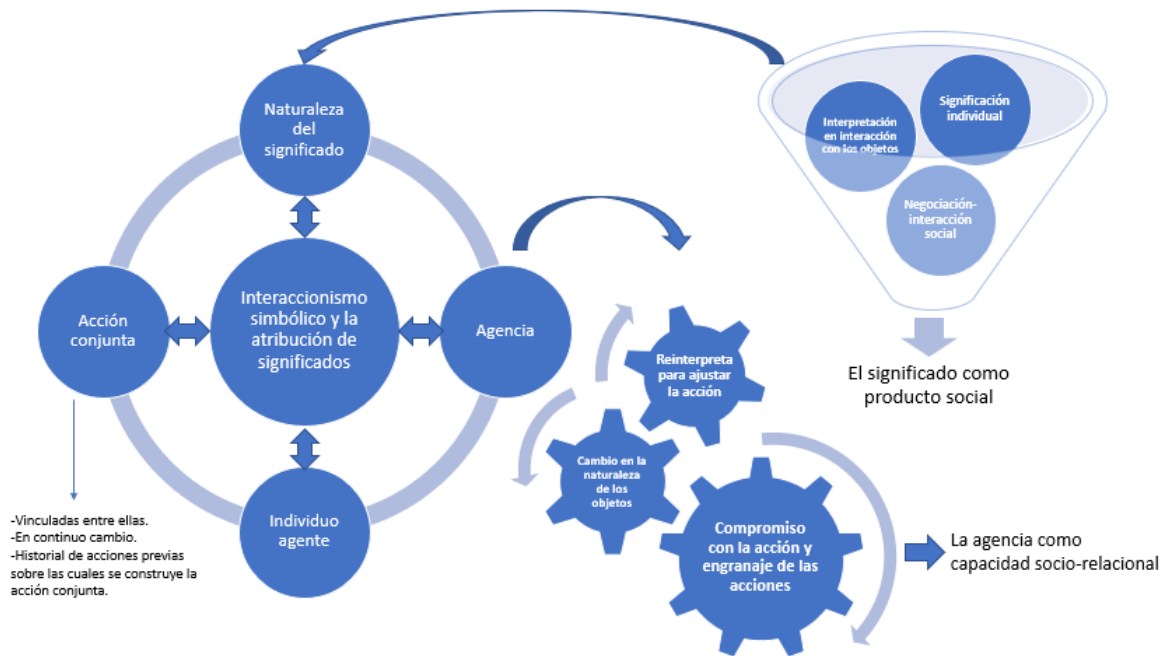 Naturaleza
del
significado
Interaccionismo
simbólico y la
atribución de
significados
Acción
conjunta
Agencia
Individuo
agente
-Vinculadas entre ellas.
-En continuo cambio.
-Historial de acciones previas
sobre las cuales se construye la
acción conjunta.
Interpretación
en interacción
con los objetos
Significación
individual
Negociación-
interacción
social
El significado como
producto social
Reinterpreta
para ajustar
la acción
Cambio en la
naturaleza
de los
objetos
Compromiso
con la acción y
engranaje de las
acciones
La agencia como
capacidad socio-relacional